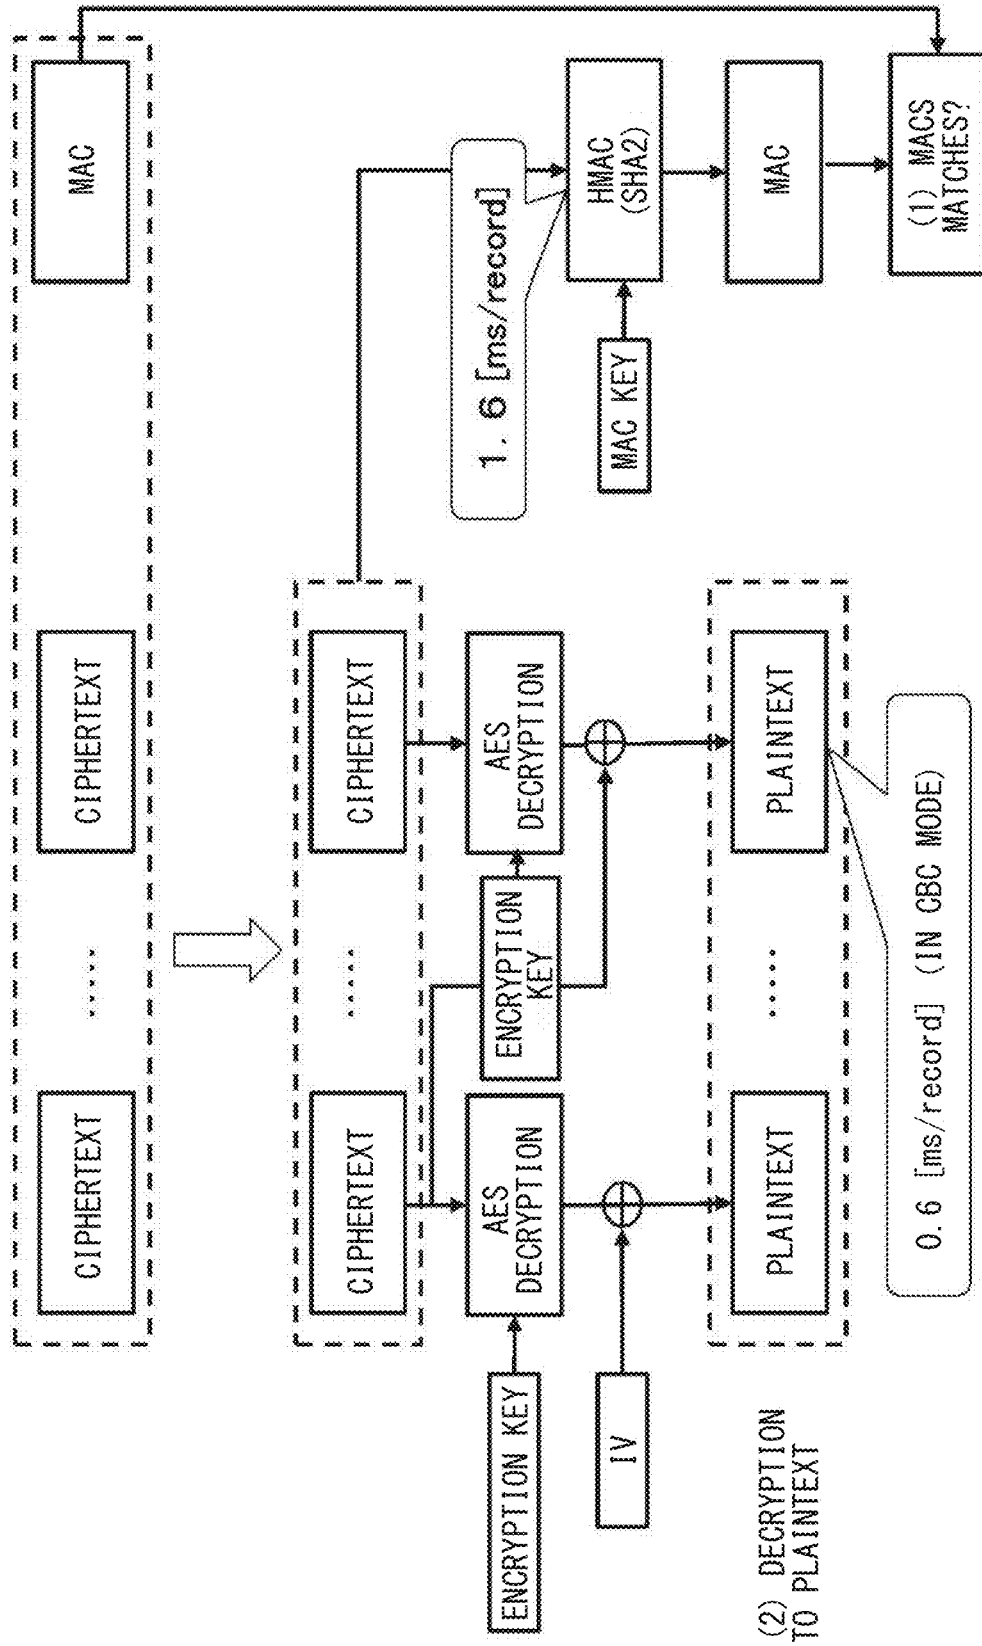 CIPHERTEXT
.....
CIPHERTEXT
MAC
CIPHERTEXT
.....
CIPHERTEXT
ENCRYPTION KEY
AES
DECRYPTION
ENCRYPTION
KEY
AES
DECRYPTION
1. 6 [ms/record]
IV
MAC KEY
HMAC
(SHA2)
(2) DECRYPTION
TO PLAINTEXT
PLAINTEXT
.....
PLAINTEXT
MAC
0.6 [ms/record] (IN CBC MODE)
(1) MACS
MATCHES?